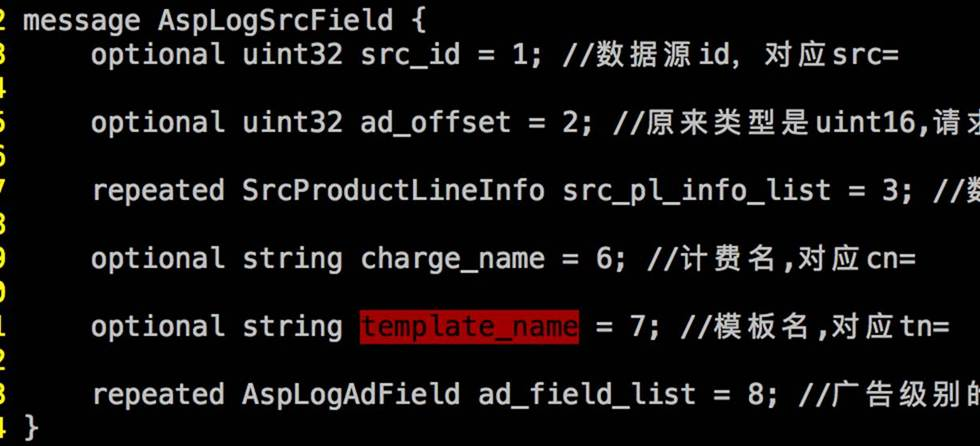 2 message AspLogSrcField {
3 optional uint32 src_id = 1; //数据源id, 对应src=
4
5 optional uint32 ad_offset = 2; //原来类型是uint16,请求
6
7 repeated SrcProductLineInfo src_pl_info_list = 3; //数
8
9 optional string charge_name = 6; //计费名,对应cn=
0
1 optional string template_name = 7; //模板名,对应tn=
2
3 repeated AspLogAdField ad_field_list = 8; //广告级别的
4 }